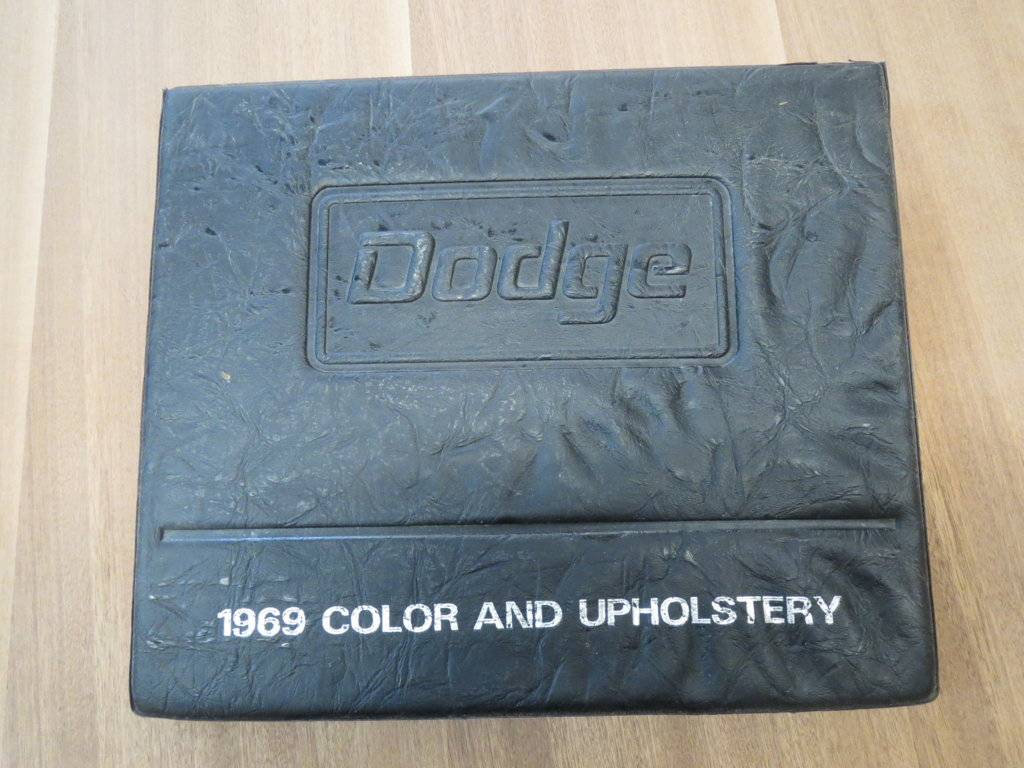 Dodge
1969 COLOR AND UPHOLSTERY